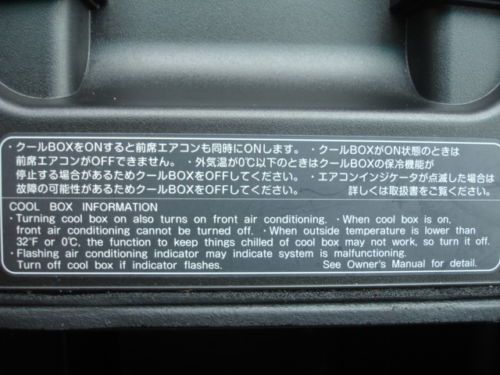 ・クールBOXをONすると前席エアコンも同時にONします。 ・クールBOXがON状態のときは
前席エアコンがOFFできません。 ・外気温が0℃以下のときはクールBOXの保冷機能が
停止する場合があるためクールBOXをOFFしてください。 ・エアコンインジケータが点滅した場合は
故障の可能性があるためクールBOXをOFFしてください。 詳しくは取扱書をご覧ください。
COOL BOX INFORMATION
・Turning cool box on also turns on front air conditioning. ・When cool box is on,
front air conditioning cannot be turned off. ・When outside temperature is lower than
32°F or 0℃, the function to keep things chilled of cool box may not work, so turn it off.
・Flashing air conditioning indicator may indicate system is malfunctioning.
Turn off cool box if indicator flashes. See Owner's Manual for detail.